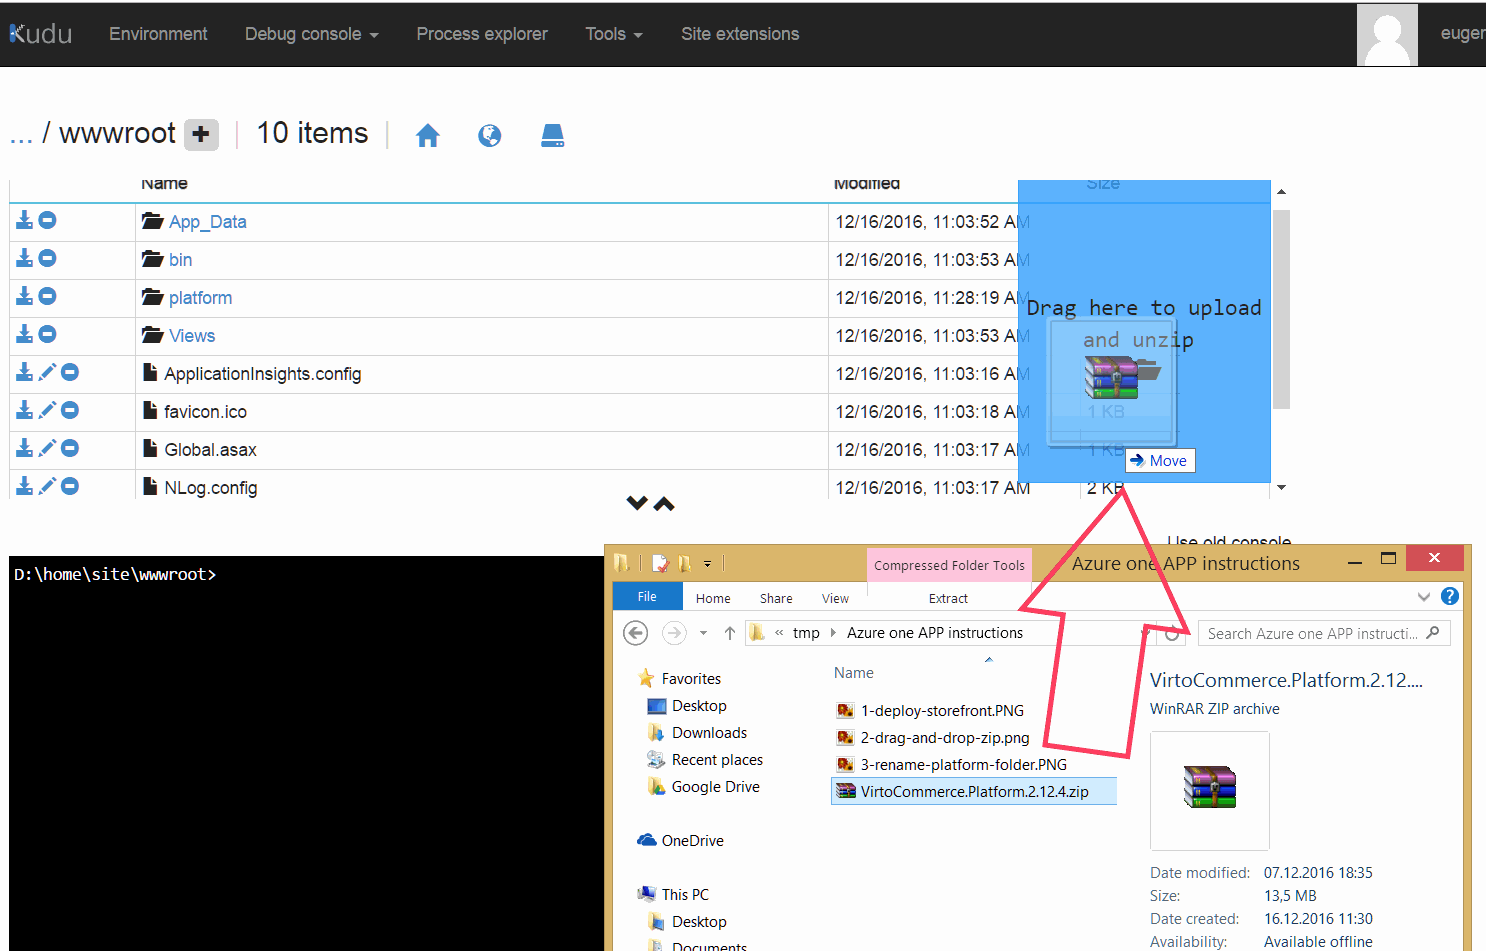 Kudu Environment Debug console Process explorer Tools Site extensions euger
... / wwwroot + 10 items
Name Modified Size
App_Data 12/16/2016, 11:03:52 AM
bin 12/16/2016, 11:03:53 AM
platform 12/16/2016, 11:28:19 AM
Views 12/16/2016, 11:03:53 AM
ApplicationInsights.config 12/16/2016, 11:03:16 AM
favicon.ico 12/16/2016, 11:03:18 AM 1 KB
Global.asax 12/16/2016, 11:03:17 AM 1 KB
NLog.config 12/16/2016, 11:03:17 AM 2 KB
Drag here to upload
and unzip
Move
Use old console
D:\home\site\wwwroot>
Compressed Folder Tools Azure one APP instructions
File Home Share View Extract
« tmp Azure one APP instructions Search Azure one APP instructi...
Favorites
Desktop
Downloads
Recent places
Google Drive
OneDrive
This PC
Desktop
Documents
Name
1-deploy-storefront.PNG
2-drag-and-drop-zip.png
3-rename-platform-folder.PNG
VirtoCommerce.Platform.2.12.4.zip
VirtoCommerce.Platform.2.12....
WinRAR ZIP archive
Date modified: 07.12.2016 18:35
Size: 13,5 MB
Date created: 16.12.2016 11:30
Availability: Available offline